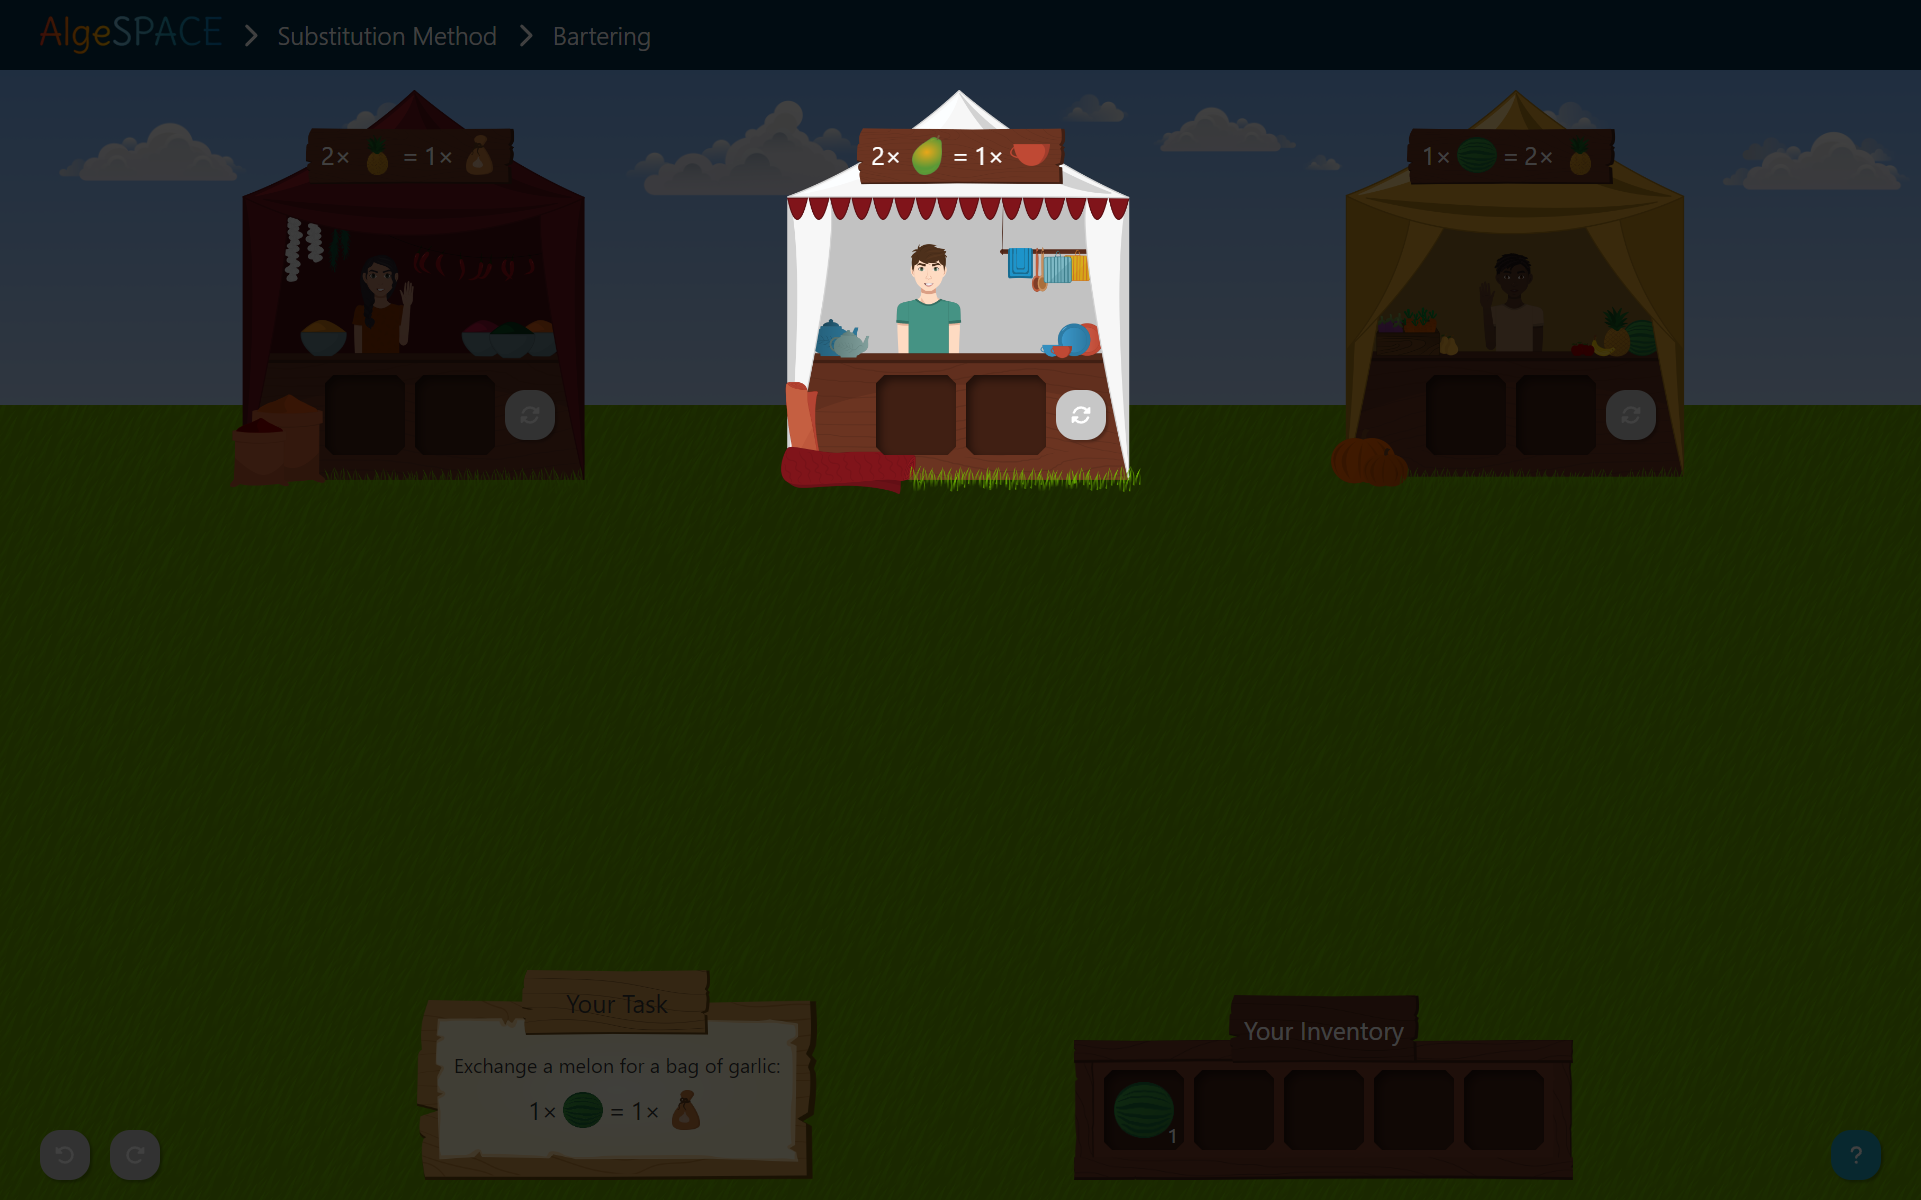 AlgeSPACE > Substitution Method > Bartering
2× = 1×
2× = 1×
1× = 2×
Your Task
Exchange a melon for a bag of garlic:
1× = 1×
Your Inventory
1
?